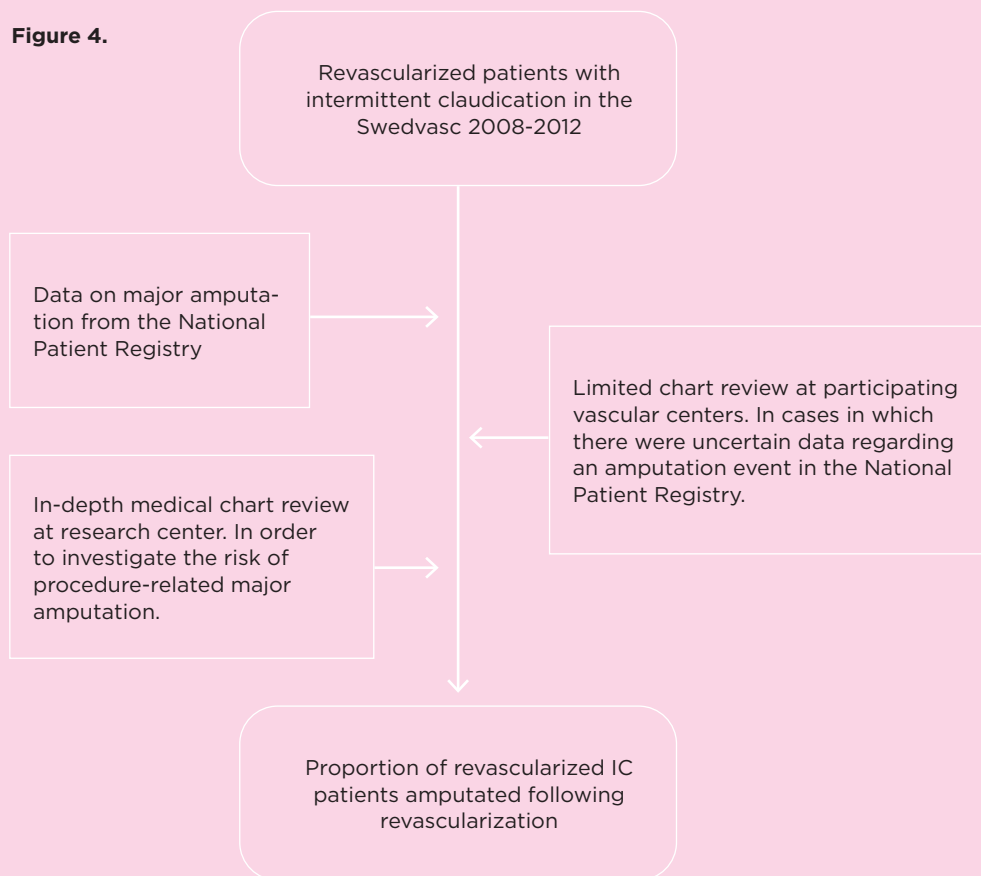 Figure 4.
Revascularized patients with
intermittent claudication in the
Swedvasc 2008-2012
Data on major amputa-
tion from the National
Patient Registry
Limited chart review at participating
vascular centers. In cases in which
there were uncertain data regarding
an amputation event in the National
Patient Registry.
In-depth medical chart review
at research center. In order
to investigate the risk of
procedure-related major
amputation.
Proportion of revascularized IC
patients amputated following
revascularization